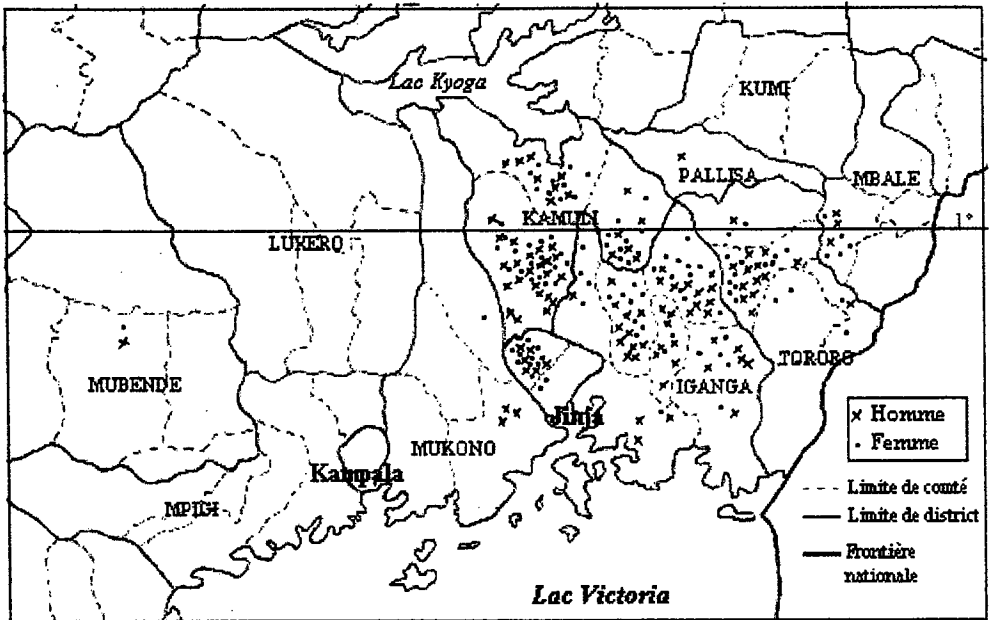 Lac Kyoga
KUMI
PALLISA
MBALE
KAMULI
1°
LUWERO
MUBENDE
TORORO
IGANGA
× Homme
• Femme
Jinja
MUKONO
Kampala
MPIGI
Limite de comté
Limite de district
Frontière
nationale
Lac Victoria